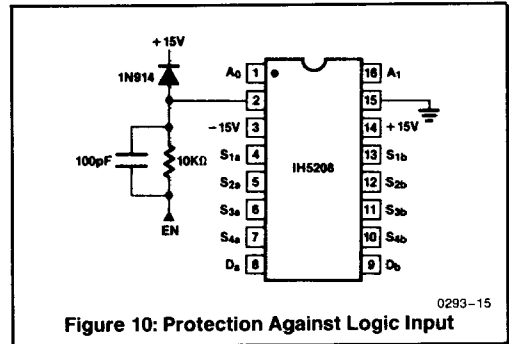 +15V
1N914
100pF
10KΩ
EN
A0 1
2
-15V 3
S1a 4
S2a 5
S3a 6
S4a 7
Da 8
IH5208
16 A1
15
14 +15V
13 S1b
12 S2b
11 S3b
10 S4b
9 Db
0293-15
Figure 10: Protection Against Logic Input